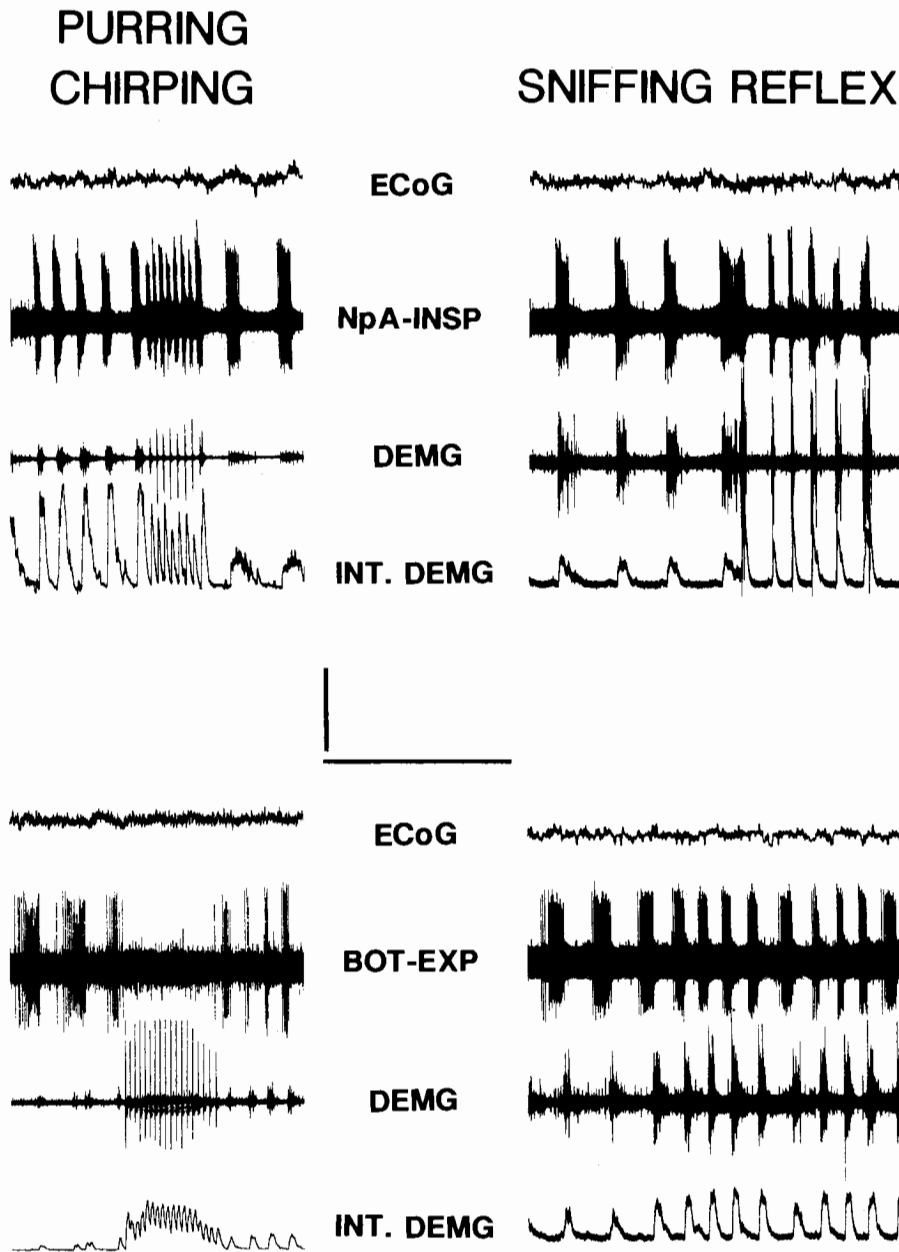 PURRING
CHIRPING
SNIFFING REFLEX
ECoG
NpA-INSP
DEMG
INT. DEMG
ECoG
BOT-EXP
DEMG
INT. DEMG